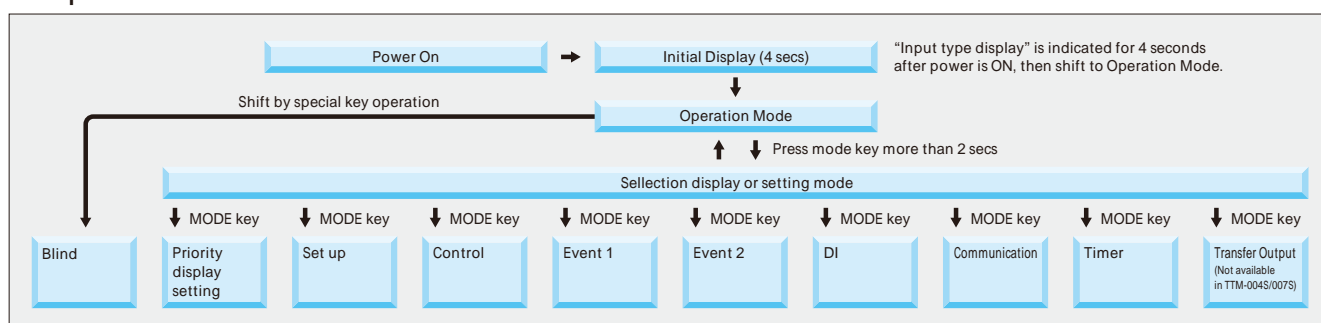 Power On
Initial Display (4 secs)
“Input type display” is indicated for 4 seconds
after power is ON, then shift to Operation Mode.
Shift by special key operation
Operation Mode
Press mode key more than 2 secs
Sellection display or setting mode
MODE key
MODE key
MODE key
MODE key
MODE key
MODE key
MODE key
MODE key
MODE key
Blind
Priority
display
setting
Set up
Control
Event 1
Event 2
DI
Communication
Timer
Transfer Output
(Not available
in TTM-004S/007S)